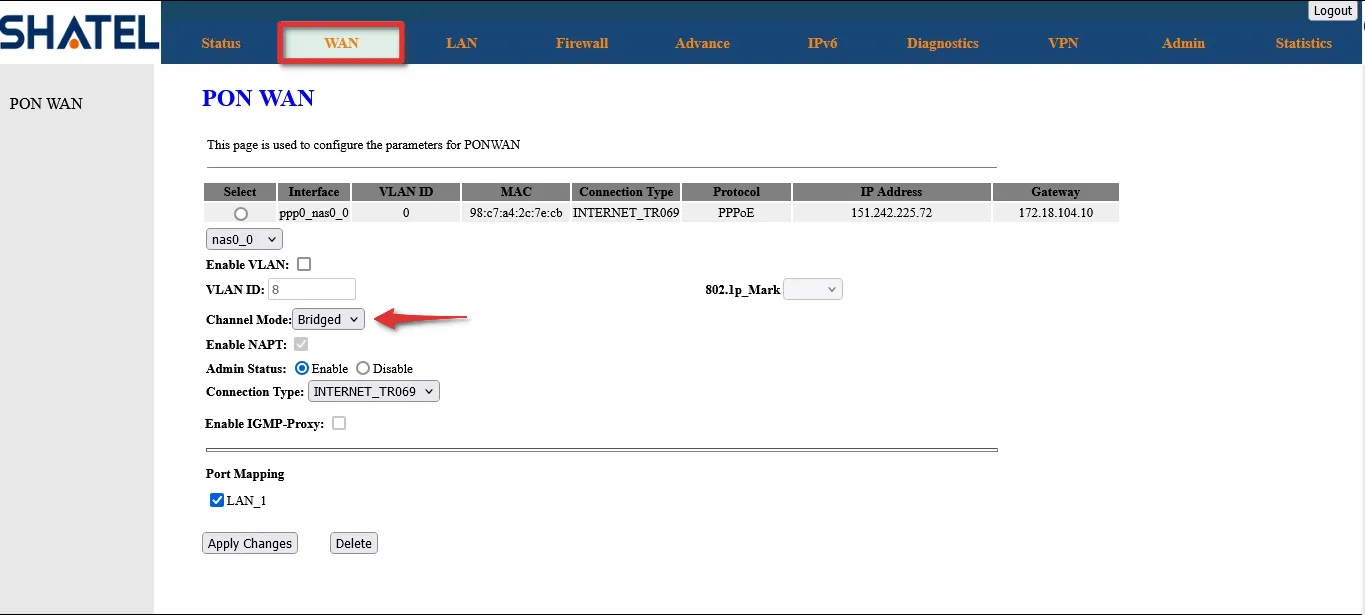 Logout
SHATEL
Status WAN LAN Firewall Advance IPv6 Diagnostics VPN Admin Statistics
PON WAN
PON WAN
This page is used to configure the parameters for PONWAN
Select Interface VLAN ID MAC Connection Type Protocol IP Address Gateway
ppp0_nas0_0 0 98:c7:a4:2c:7e:cb INTERNET_TR069 PPPoE 151.242.225.72 172.18.104.10
nas0_0
Enable VLAN:
VLAN ID: 8 802.1p_Mark
Channel Mode: Bridged
Enable NAPT:
Admin Status: Enable Disable
Connection Type: INTERNET_TR069
Enable IGMP-Proxy:
Port Mapping
LAN_1
Apply Changes Delete